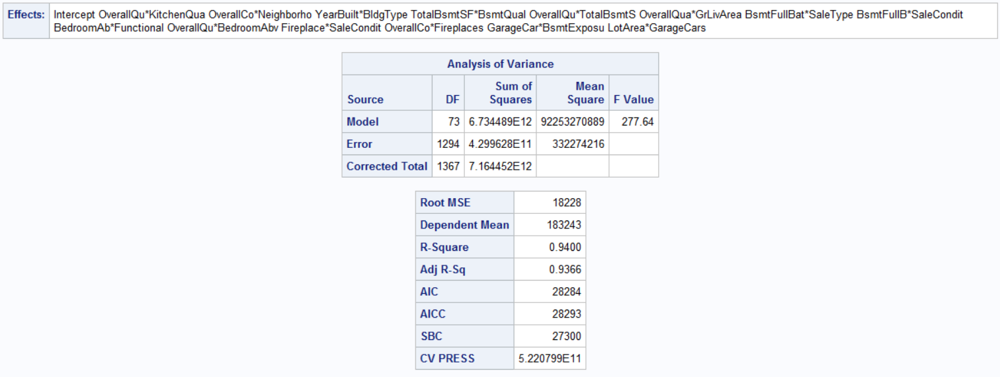 Effects: Intercept OverallQu*KitchenQua OverallCo*Neighborho YearBuilt*BldgType TotalBsmtSF*BsmtQual OverallQu*TotalBsmtS OverallQua*GrLivArea BsmtFullBat*SaleType BsmtFullB*SaleCondit
BedroomAb*Functional OverallQu*BedroomAbv Fireplace*SaleCondit OverallCo*Fireplaces GarageCar*BsmtExposu LotArea*GarageCars
Analysis of Variance
Source DF Sum of Squares Mean Square F Value
Model 73 6.734489E12 92253270889 277.64
Error 1294 4.299628E11 332274216
Corrected Total 1367 7.164452E12
Root MSE 18228
Dependent Mean 183243
R-Square 0.9400
Adj R-Sq 0.9366
AIC 28284
AICC 28293
SBC 27300
CV PRESS 5.220799E11